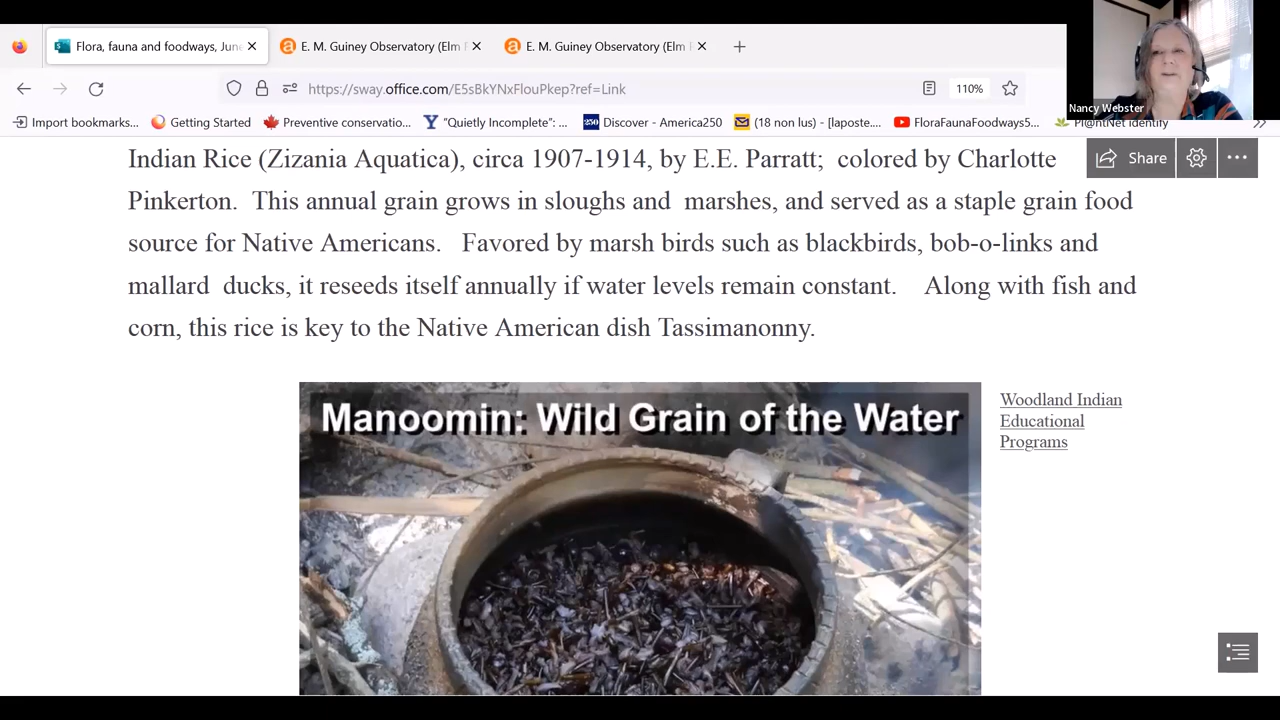 Flora, fauna and foodways, June
E. M. Guiney Observatory (Elm F
E. M. Guiney Observatory (Elm F
https://sway.office.com/E5sBkYNxFlouPkep?ref=Link
110%
Nancy Webster
Import bookmarks...
Getting Started
Preventive conservatio...
"Quietly Incomplete": ...
250
Discover - America250
(18 non lus) - [laposte....
FloraFaunaFoodways5...
Pl@ntNet identify
Indian Rice (Zizania Aquatica), circa 1907-1914, by E.E. Parratt; colored by Charlotte
Pinkerton. This annual grain grows in sloughs and marshes, and served as a staple grain food
source for Native Americans. Favored by marsh birds such as blackbirds, bob-o-links and
mallard ducks, it reseeds itself annually if water levels remain constant. Along with fish and
corn, this rice is key to the Native American dish Tassimanonny.
Share
Manoomin: Wild Grain of the Water
Woodland Indian
Educational
Programs